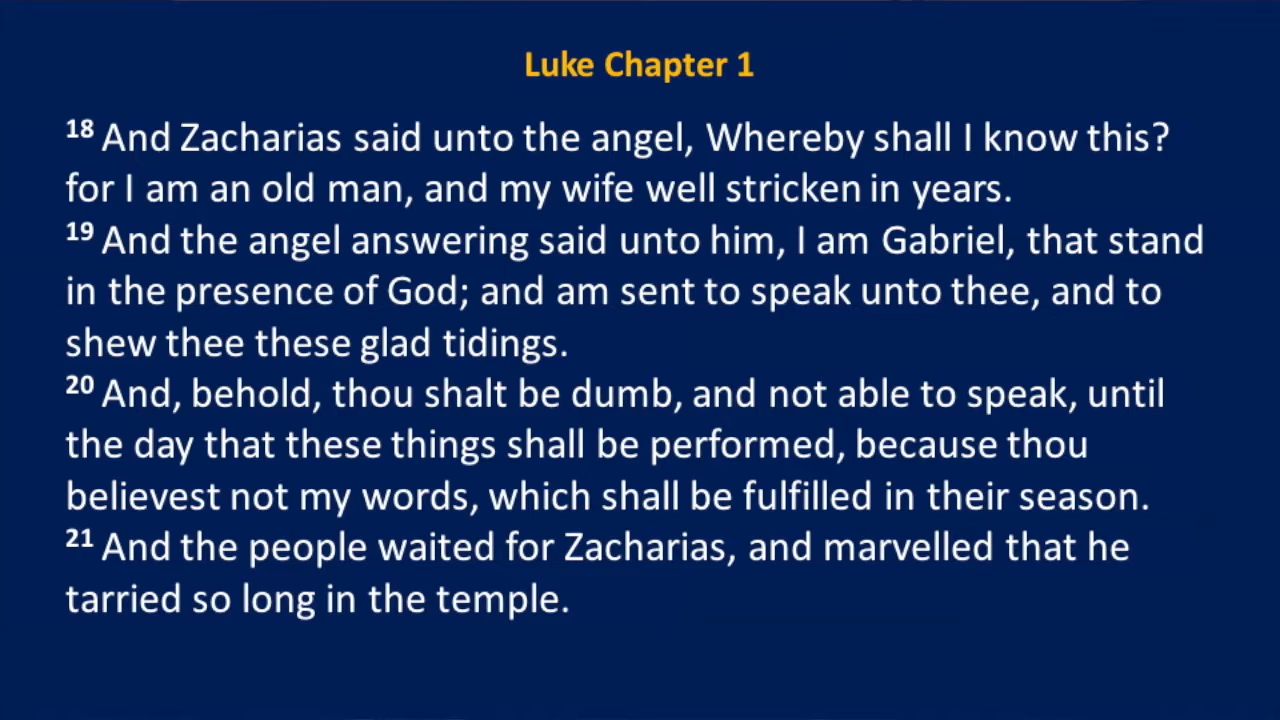 Luke Chapter 1
18 And Zacharias said unto the angel, Whereby shall I know this?
for I am an old man, and my wife well stricken in years.
19 And the angel answering said unto him, I am Gabriel, that stand
in the presence of God; and am sent to speak unto thee, and to
shew thee these glad tidings.
20 And, behold, thou shalt be dumb, and not able to speak, until
the day that these things shall be performed, because thou
believest not my words, which shall be fulfilled in their season.
21 And the people waited for Zacharias, and marvelled that he
tarried so long in the temple.